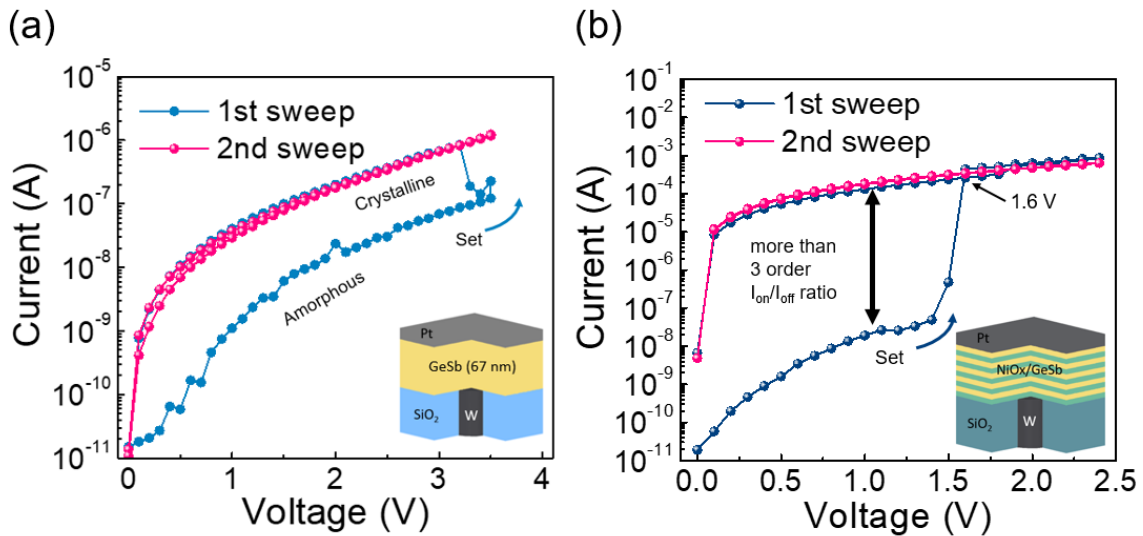 (a)
10⁻⁵
10⁻⁶
10⁻⁷
10⁻⁸
10⁻⁹
10⁻¹⁰
10⁻¹¹
Current (A)
1st sweep
2nd sweep
Crystalline
Set
Amorphous
Pt
GeSb (67 nm)
SiO₂
W
0
1
2
3
4
Voltage (V)
(b)
10⁻¹
10⁻²
10⁻³
10⁻⁴
10⁻⁵
10⁻⁶
10⁻⁷
10⁻⁸
10⁻⁹
10⁻¹⁰
10⁻¹¹
Current (A)
1st sweep
2nd sweep
1.6 V
more than
3 order
Iₒₙ/Iₒff ratio
Set
Pt
NiOx/GeSb
SiO₂
W
0.0
0.5
1.0
1.5
2.0
2.5
Voltage (V)